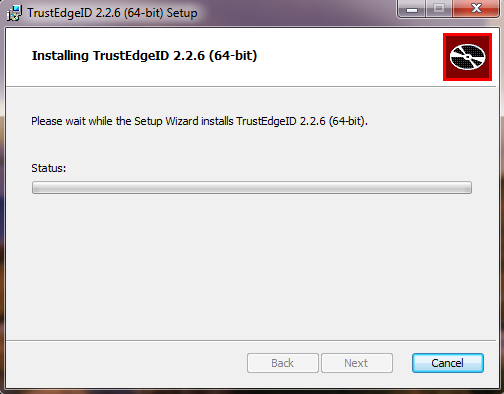 TrustEdgeID 2.2.6 (64-bit) Setup
Installing TrustEdgeID 2.2.6 (64-bit)
Please wait while the Setup Wizard installs TrustEdgeID 2.2.6 (64-bit).
Status:
Back Next Cancel